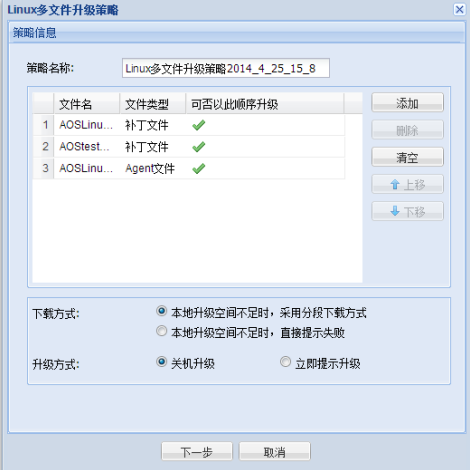 Linux多文件升级策略
策略信息
策略名称: Linux多文件升级策略2014_4_25_15_8
文件名 文件类型 可否以此顺序升级
1 AOSLinu... 补丁文件
2 AOStest... 补丁文件
3 AOSLinu... Agent文件
添加
删除
清空
上移
下移
下载方式: 本地升级空间不足时，采用分段下载方式
本地升级空间不足时，直接提示失败
升级方式: 关机升级 立即提示升级
下一步 取消